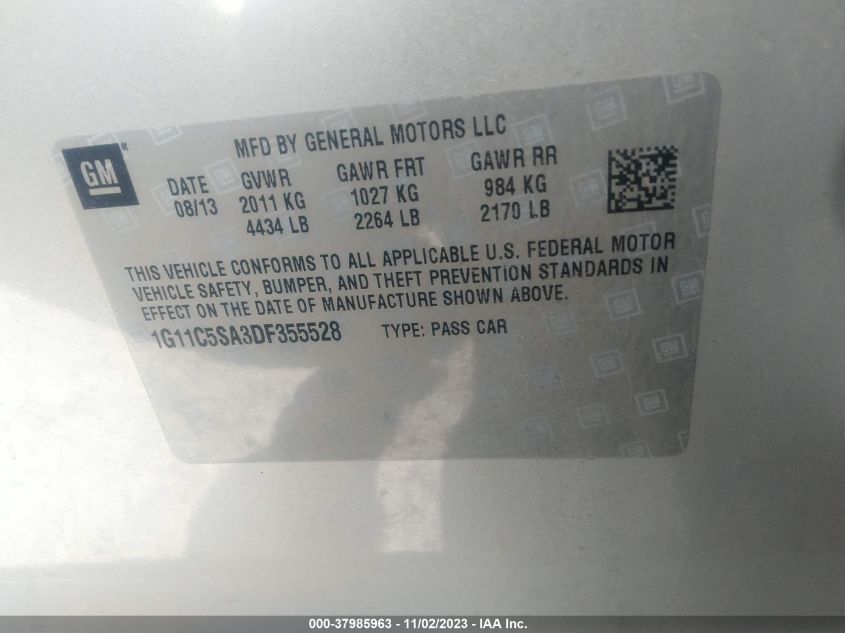 MFD BY GENERAL MOTORS LLC
GM
DATE GVWR GAWR FRT GAWR RR
08/13 2011 KG 1027 KG 984 KG
4434 LB 2264 LB 2170 LB
THIS VEHICLE CONFORMS TO ALL APPLICABLE U.S. FEDERAL MOTOR
VEHICLE SAFETY, BUMPER, AND THEFT PREVENTION STANDARDS IN
EFFECT ON THE DATE OF MANUFACTURE SHOWN ABOVE.
1G11C5SA3DF355528 TYPE: PASS CAR
000-37985963 - 11/02/2023 - IAA Inc.